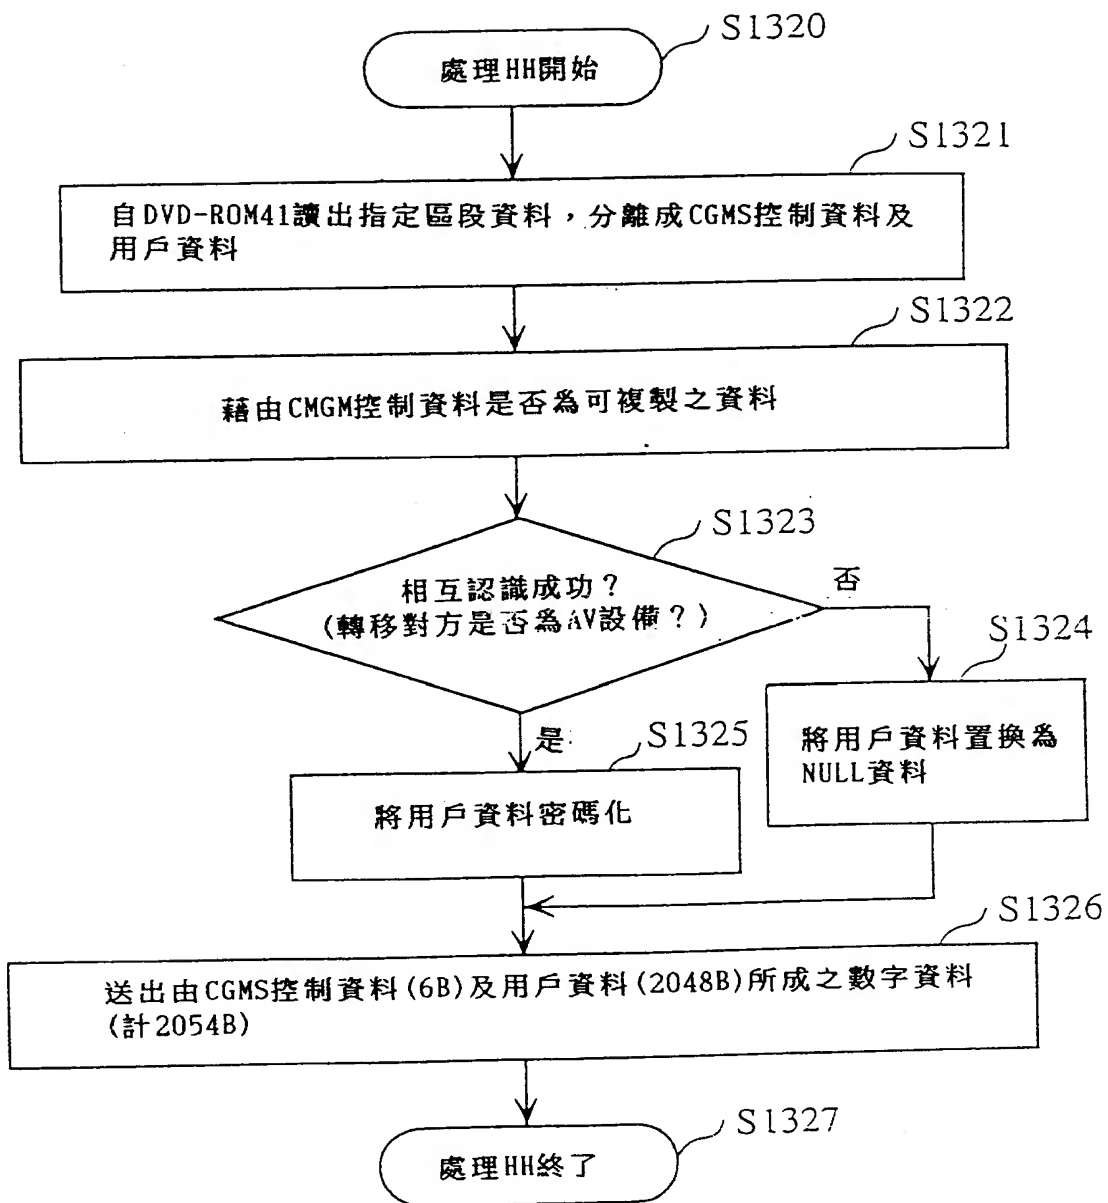 S1320
處理HH開始
S1321
自DVD-ROM41讀出指定區段資料，分離成CGMS控制資料及
用戶資料
S1322
藉由CMGM控制資料是否為可複製之資料
S1323
相互認識成功？
(轉移對方是否為AV設備？)
否
S1324
將用戶資料置換為
NULL資料
是
S1325
將用戶資料密碼化
S1326
送出由CGMS控制資料(6B)及用戶資料(2048B)所成之數字資料
(計2054B)
S1327
處理HH終了